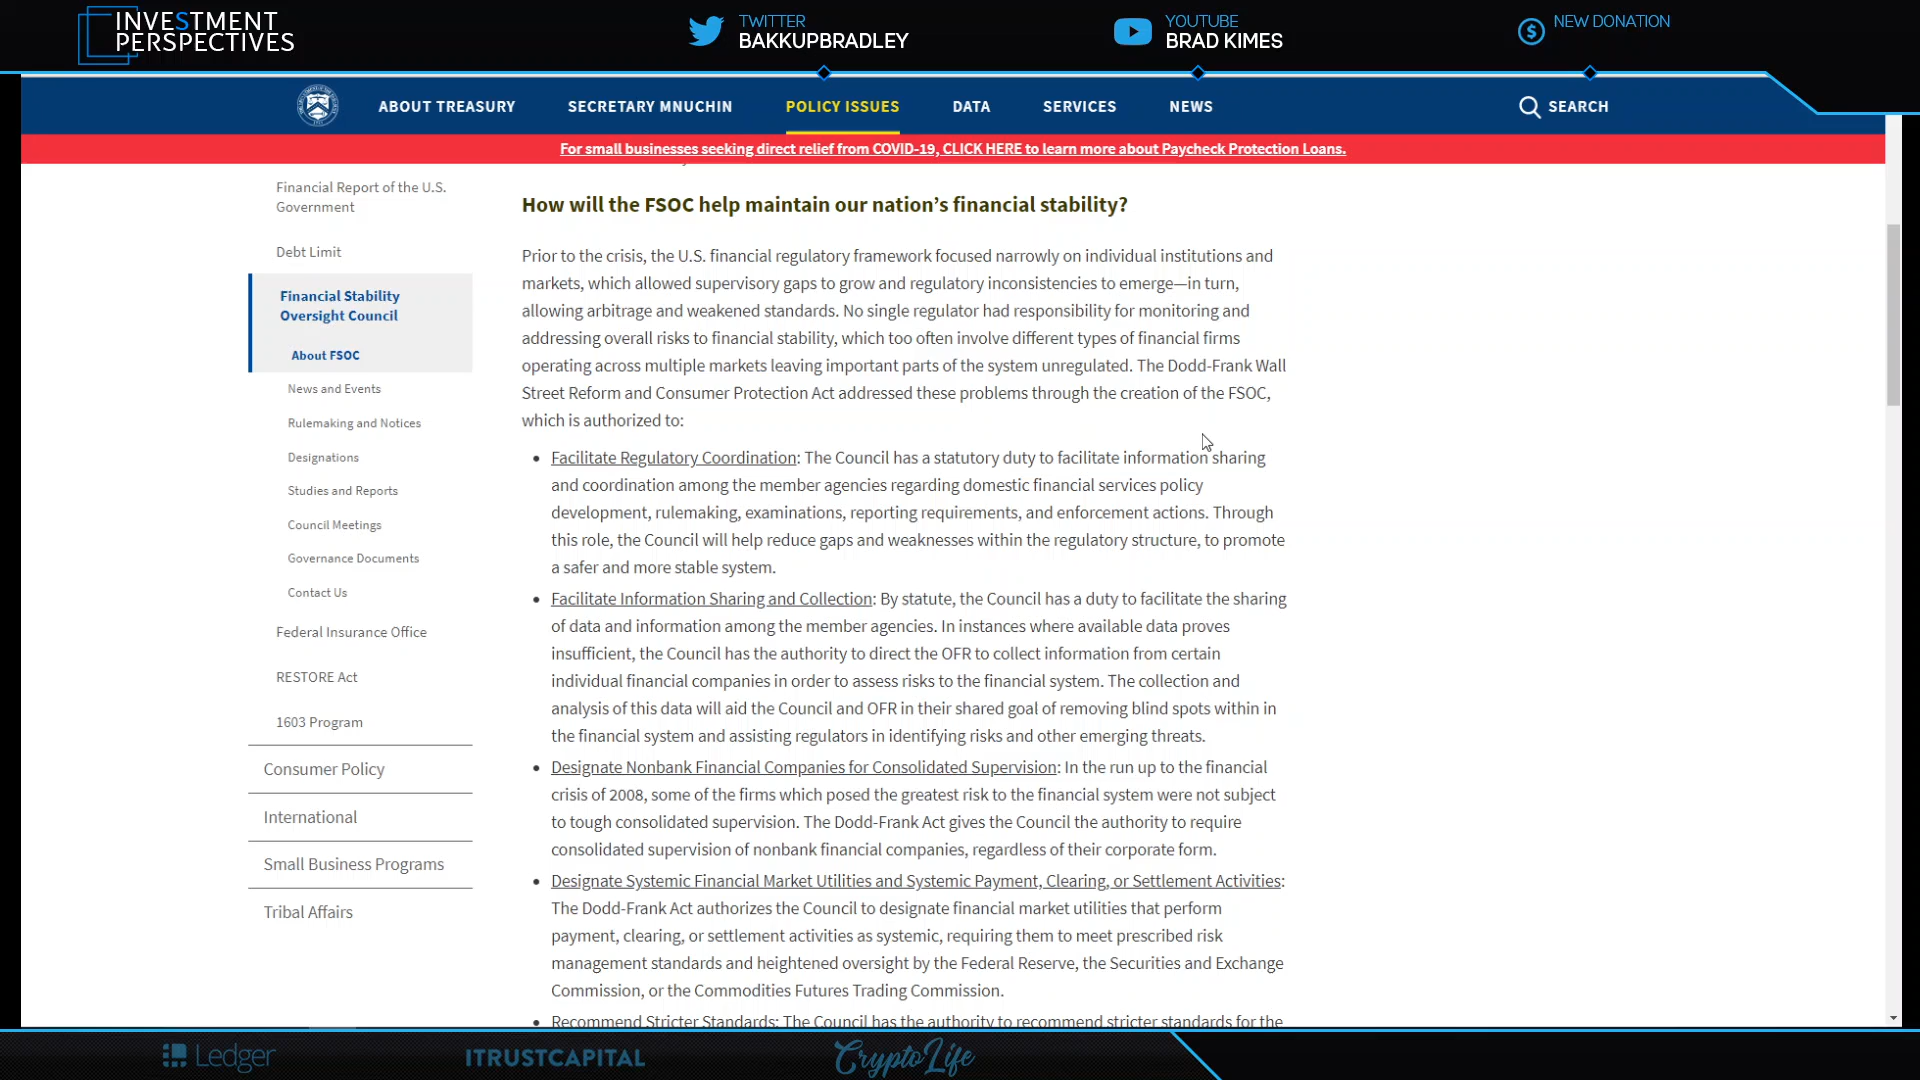 INVESTMENT
PERSPECTIVES
TWITTER
BAKKUPBRADLEY
YOUTUBE
BRAD KIMES
NEW DONATION
ABOUT TREASURY
SECRETARY MNUCHIN
POLICY ISSUES
DATA
SERVICES
NEWS
SEARCH
For small businesses seeking direct relief from COVID-19, CLICK HERE to learn more about Paycheck Protection Loans.
Financial Report of the U.S.
Government
Debt Limit
Financial Stability
Oversight Council
About FSOC
News and Events
Rulemaking and Notices
Designations
Studies and Reports
Council Meetings
Governance Documents
Contact Us
Federal Insurance Office
RESTORE Act
1603 Program
Consumer Policy
International
Small Business Programs
Tribal Affairs
How will the FSOC help maintain our nation’s financial stability?
Prior to the crisis, the U.S. financial regulatory framework focused narrowly on individual institutions and
markets, which allowed supervisory gaps to grow and regulatory inconsistencies to emerge—in turn,
allowing arbitrage and weakened standards. No single regulator had responsibility for monitoring and
addressing overall risks to financial stability, which too often involve different types of financial firms
operating across multiple markets leaving important parts of the system unregulated. The Dodd-Frank Wall
Street Reform and Consumer Protection Act addressed these problems through the creation of the FSOC,
which is authorized to:
• Facilitate Regulatory Coordination: The Council has a statutory duty to facilitate information sharing
and coordination among the member agencies regarding domestic financial services policy
development, rulemaking, examinations, reporting requirements, and enforcement actions. Through
this role, the Council will help reduce gaps and weaknesses within the regulatory structure, to promote
a safer and more stable system.
• Facilitate Information Sharing and Collection: By statute, the Council has a duty to facilitate the sharing
of data and information among the member agencies. In instances where available data proves
insufficient, the Council has the authority to direct the OFR to collect information from certain
individual financial companies in order to assess risks to the financial system. The collection and
analysis of this data will aid the Council and OFR in their shared goal of removing blind spots within in
the financial system and assisting regulators in identifying risks and other emerging threats.
• Designate Nonbank Financial Companies for Consolidated Supervision: In the run up to the financial
crisis of 2008, some of the firms which posed the greatest risk to the financial system were not subject
to tough consolidated supervision. The Dodd-Frank Act gives the Council the authority to require
consolidated supervision of nonbank financial companies, regardless of their corporate form.
• Designate Systemic Financial Market Utilities and Systemic Payment, Clearing, or Settlement Activities:
The Dodd-Frank Act authorizes the Council to designate financial market utilities that perform
payment, clearing, or settlement activities as systemic, requiring them to meet prescribed risk
management standards and heightened oversight by the Federal Reserve, the Securities and Exchange
Commission, or the Commodities Futures Trading Commission.
• Recommend Stricter Standards: The Council has the authority to recommend stricter standards for the
Ledger
ITRUSTCAPITAL
CryptoLife